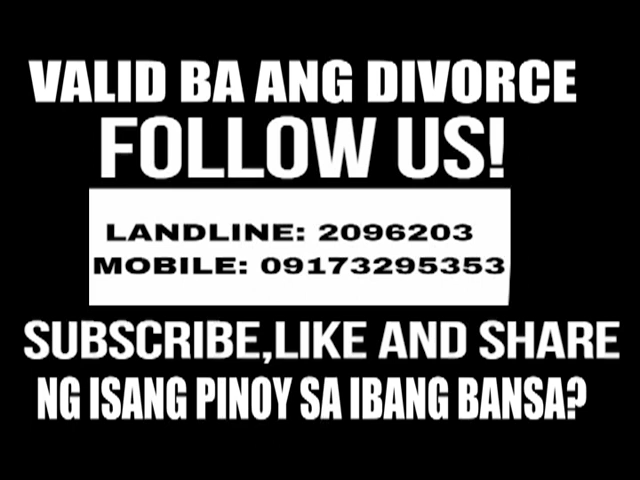 VALID BA ANG DIVORCE
FOLLOW US!
LANDLINE: 2096203
MOBILE: 09173295353
SUBSCRIBE,LIKE AND SHARE
NG ISANG PINOY SA IBANG BANSA?